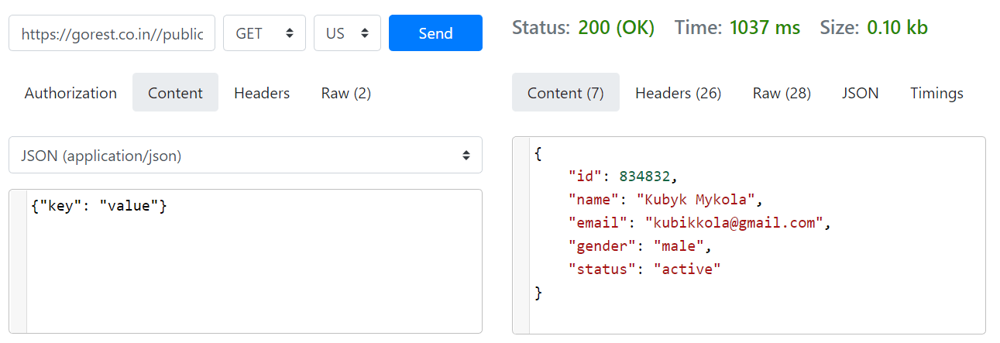 https://gorest.co.in//public GET US Send
Authorization Content Headers Raw (2)
JSON (application/json)
{"key": "value"}
Status: 200 (OK) Time: 1037 ms Size: 0.10 kb
Content (7) Headers (26) Raw (28) JSON Timings
{
"id": 834832,
"name": "Kubyk Mykola",
"email": "kubikkola@gmail.com",
"gender": "male",
"status": "active"
}